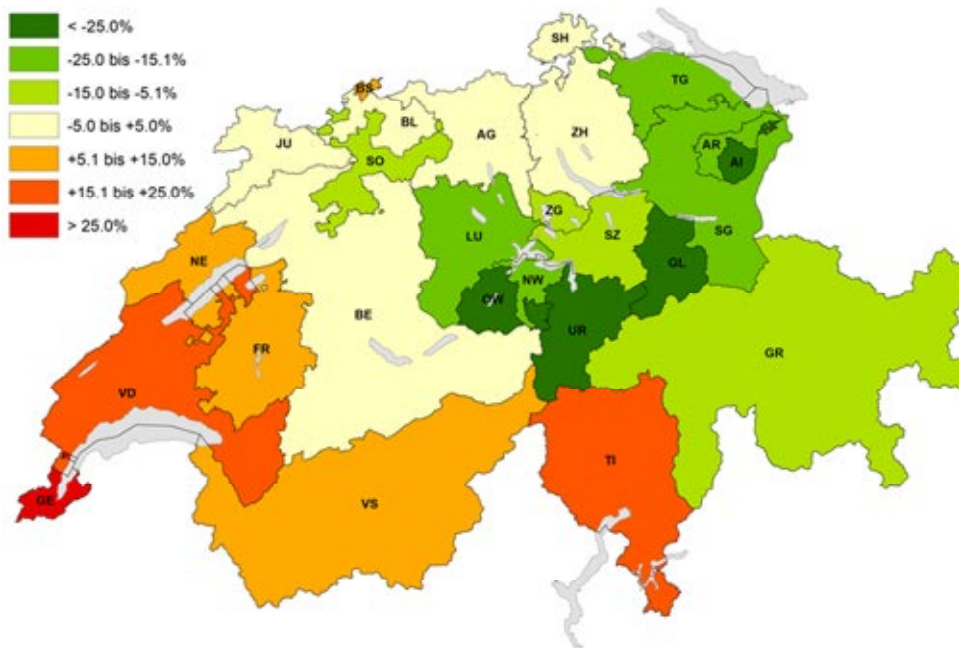 < -25.0%
-25.0 bis -15.1%
-15.0 bis -5.1%
-5.0 bis +5.0%
+5.1 bis +15.0%
+15.1 bis +25.0%
> 25.0%
SH
TG
BS
BL
AG
ZH
JU
SO
AR
AI
ZG
LU
SZ
SG
NE
NW
GL
OW
BE
UR
FR
GR
VD
TI
GE
VS